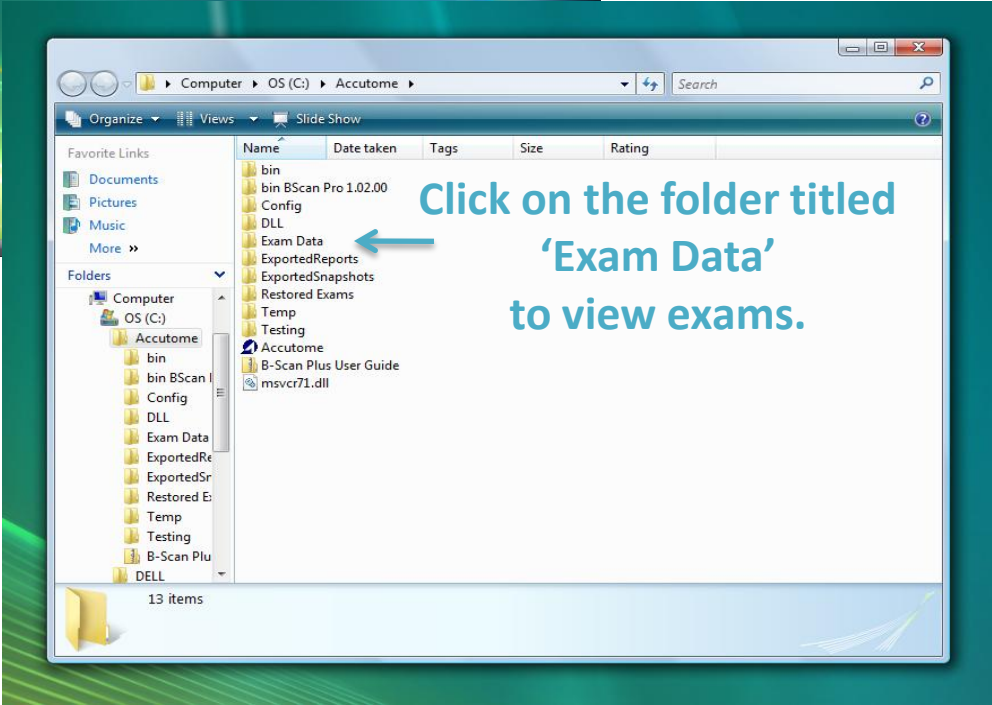 Computer ▸ OS (C:) ▸ Accutome ▸
Search
Organize Views Slide Show
Favorite Links
Documents
Pictures
Music
More »
Folders
Computer
OS (C:)
Accutome
bin
bin BScan
Config
DLL
Exam Data
ExportedRe
ExportedSr
Restored E
Temp
Testing
B-Scan Plu
DELL
Name Date taken Tags Size Rating
bin
bin BScan Pro 1.02.00
Config
DLL
Exam Data
ExportedReports
ExportedSnapshots
Restored Exams
Temp
Testing
Accutome
B-Scan Plus User Guide
msvcr71.dll
Click on the folder titled
‘Exam Data’
to view exams.
13 items